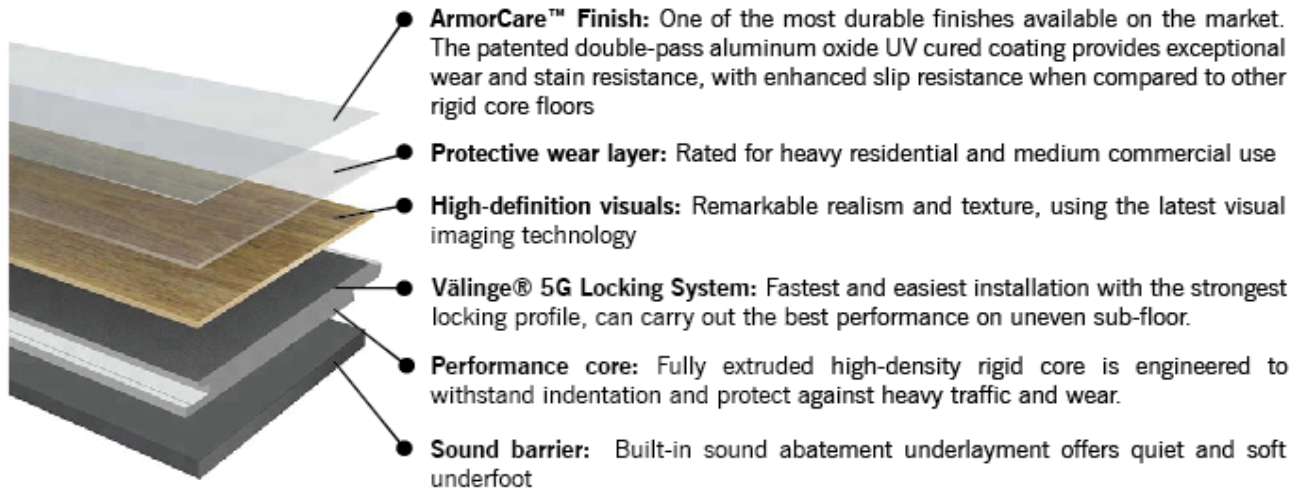 ArmorCare™ Finish: One of the most durable finishes available on the market.
The patented double-pass aluminum oxide UV cured coating provides exceptional
wear and stain resistance, with enhanced slip resistance when compared to other
rigid core floors
Protective wear layer: Rated for heavy residential and medium commercial use
High-definition visuals: Remarkable realism and texture, using the latest visual
imaging technology
Välinge® 5G Locking System: Fastest and easiest installation with the strongest
locking profile, can carry out the best performance on uneven sub-floor.
Performance core: Fully extruded high-density rigid core is engineered to
withstand indentation and protect against heavy traffic and wear.
Sound barrier: Built-in sound abatement underlayment offers quiet and soft
underfoot